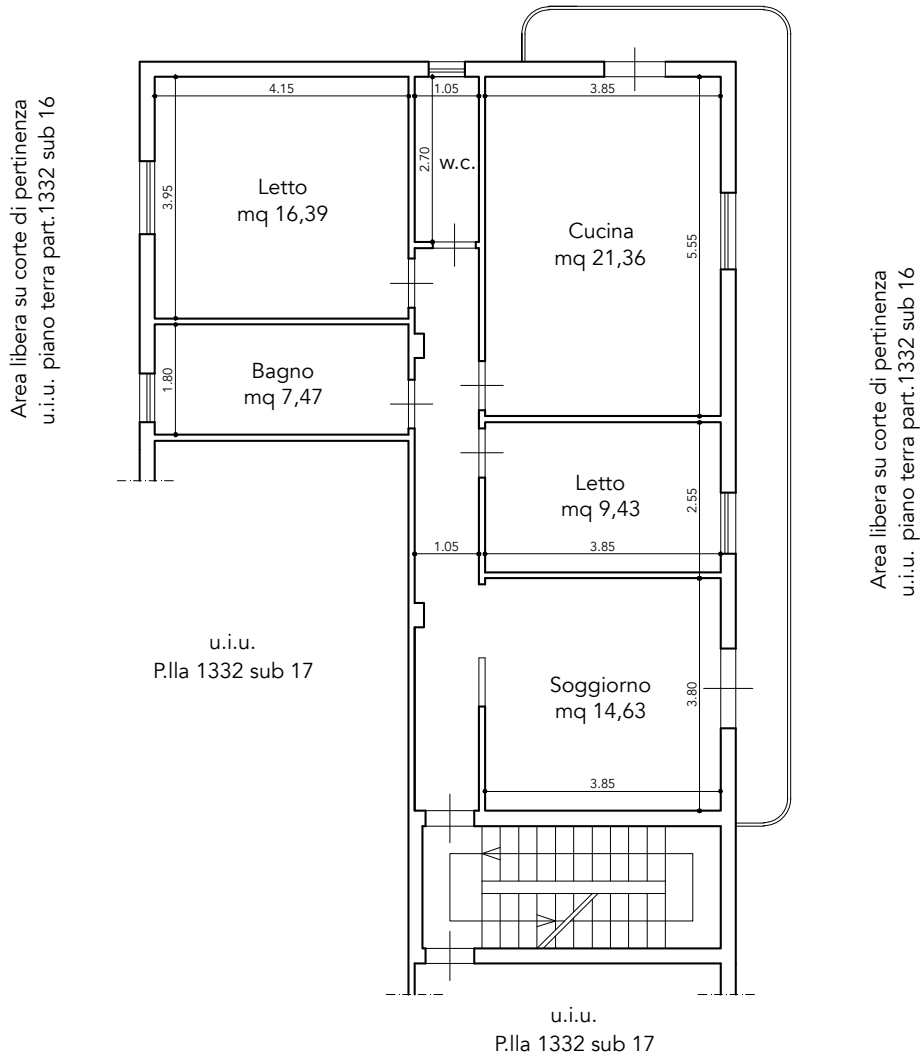 4.15
1.05
3.85
Area libera su corte di pertinenza
u.i.u. piano terra part.1332 sub 16
2.70
w.c.
3.95
Letto
mq 16,39
Cucina
mq 21,36
5.55
Bagno
mq 7,47
1.80
Letto
mq 9,43
2.55
1.05
3.85
Area libera su corte di pertinenza
u.i.u. piano terra part.1332 sub 16
u.i.u.
P.lla 1332 sub 17
Soggiorno
mq 14,63
3.80
3.85
u.i.u.
P.lla 1332 sub 17